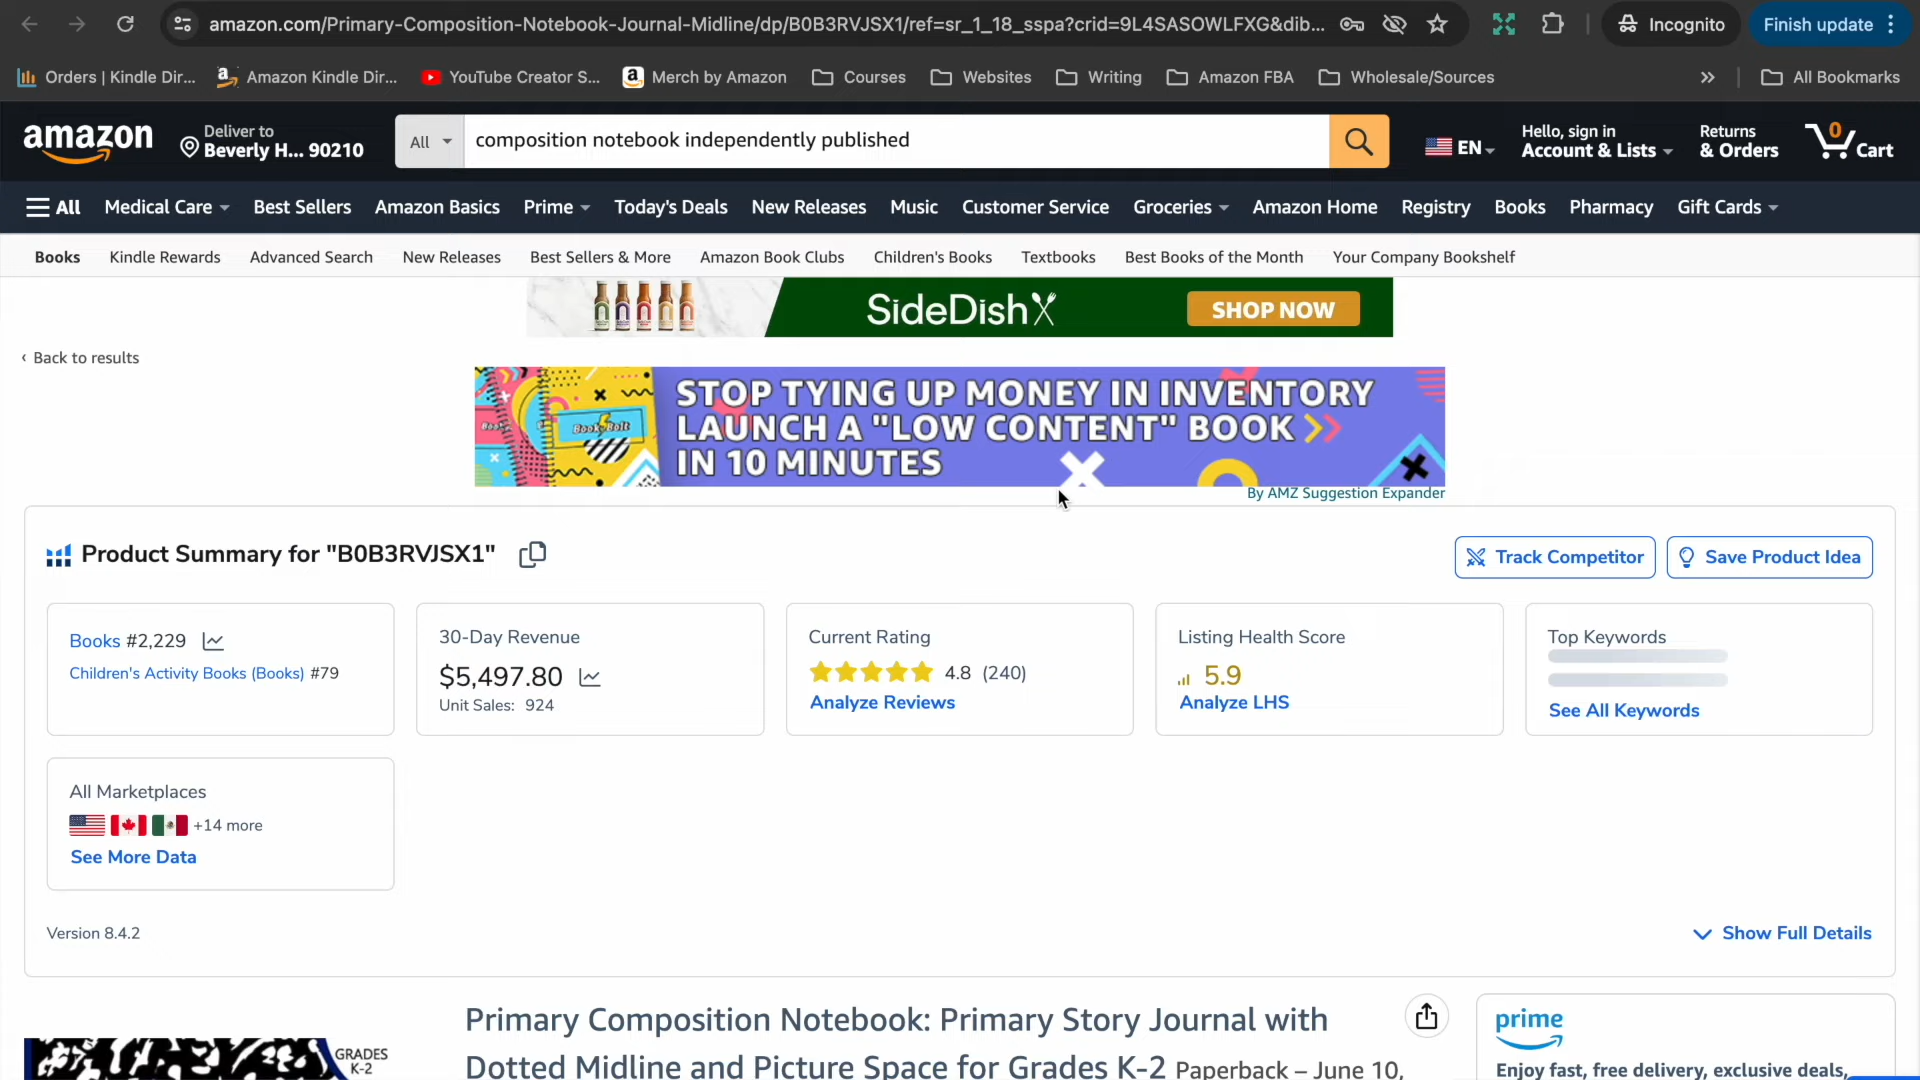 amazon.com/Primary-Composition-Notebook-Journal-Midline/dp/B0B3RVJSX1/ref=sr_1_18_sspa?crid=9L4SASOWLFXG&dib...
Incognito
Finish update
Orders | Kindle Dir...
Amazon Kindle Dir...
YouTube Creator S...
Merch by Amazon
Courses
Websites
Writing
Amazon FBA
Wholesale/Sources
All Bookmarks
amazon
Deliver to
Beverly H... 90210
All
composition notebook independently published
EN
Hello, sign in
Account & Lists
Returns
& Orders
0
Cart
All
Medical Care
Best Sellers
Amazon Basics
Prime
Today's Deals
New Releases
Music
Customer Service
Groceries
Amazon Home
Registry
Books
Pharmacy
Gift Cards
Books
Kindle Rewards
Advanced Search
New Releases
Best Sellers & More
Amazon Book Clubs
Children's Books
Textbooks
Best Books of the Month
Your Company Bookshelf
SideDish
SHOP NOW
‹ Back to results
Book Bolt
STOP TYING UP MONEY IN INVENTORY
LAUNCH A "LOW CONTENT" BOOK
IN 10 MINUTES
By AMZ Suggestion Expander
Product Summary for "B0B3RVJSX1"
Track Competitor
Save Product Idea
Books #2,229
Children's Activity Books (Books) #79
30-Day Revenue
$5,497.80
Unit Sales: 924
Current Rating
4.8 (240)
Analyze Reviews
Listing Health Score
5.9
Analyze LHS
Top Keywords
See All Keywords
All Marketplaces
+14 more
See More Data
Version 8.4.2
Show Full Details
GRADES
K-2
Primary Composition Notebook: Primary Story Journal with
Dotted Midline and Picture Space for Grades K-2 Paperback – June 10,
prime
Enjoy fast, free delivery, exclusive deals,